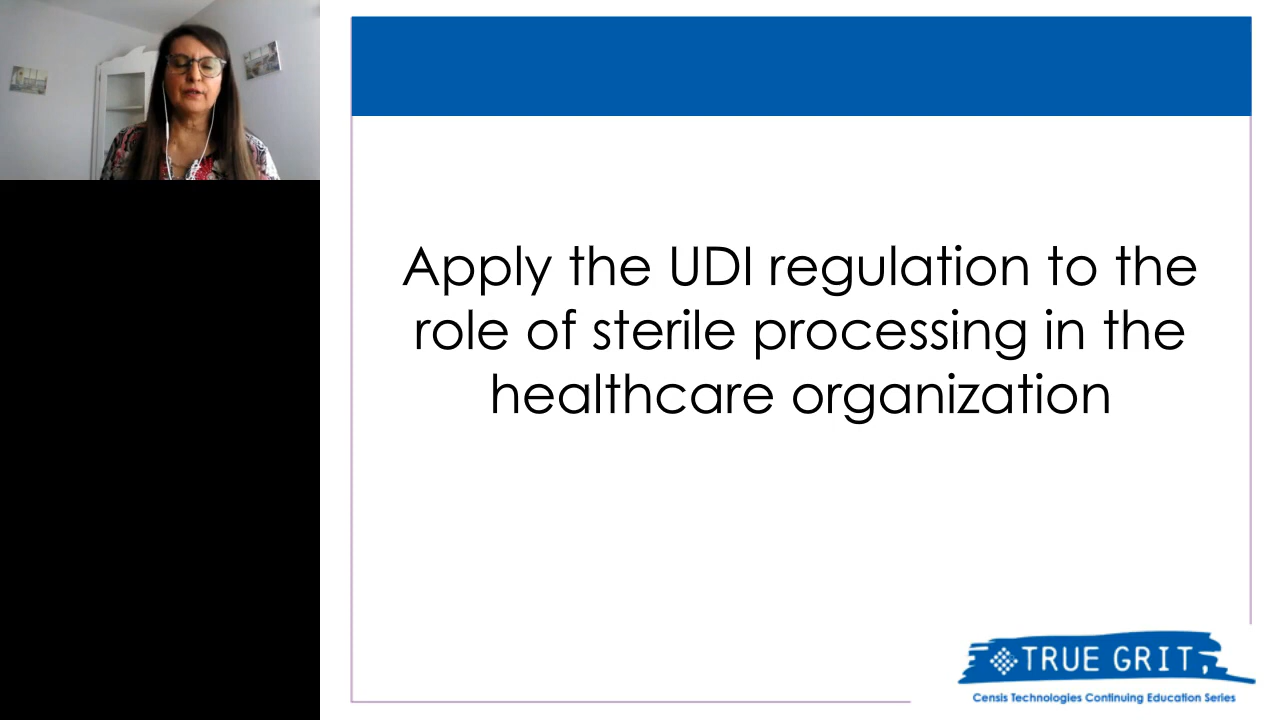 Apply the UDI regulation to the
role of sterile processing in the
healthcare organization
TRUE GRIT
Censis Technologies Continuing Education Series